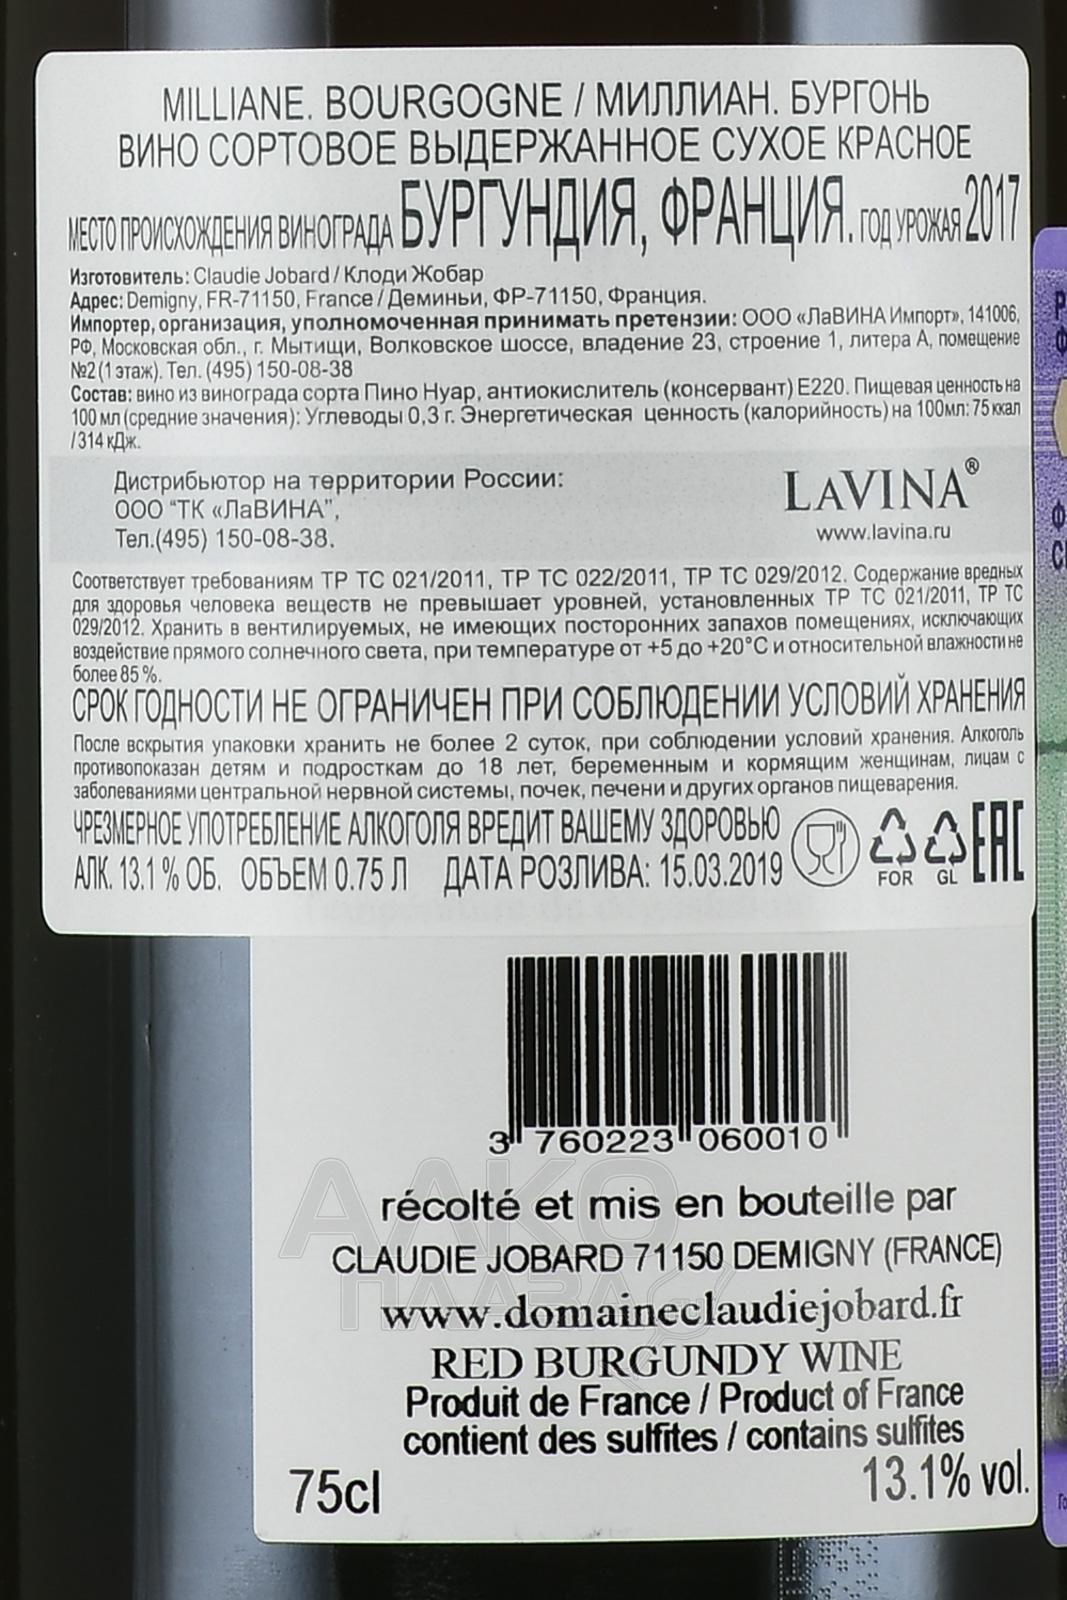 MILLIANE. BOURGOGNE / МИЛЛИАН. БУРГОНЬ
ВИНО СОРТОВОЕ ВЫДЕРЖАННОЕ СУХОЕ КРАСНОЕ
МЕСТО ПРОИСХОЖДЕНИЯ ВИНОГРАДА БУРГУНДИЯ, ФРАНЦИЯ. ГОД УРОЖАЯ 2017
Изготовитель: Claudie Jobard / Клоди Жобар
Адрес: Demigny, FR-71150, France / Деминьи, ФР-71150, Франция.
Импортер, организация, уполномоченная принимать претензии: ООО «ЛаВИНА Импорт», 141006,
РФ, Московская обл., г. Мытищи, Волковское шоссе, владение 23, строение 1, литера А, помещение
№2 (1 этаж). Тел. (495) 150-08-38
Состав: вино из винограда сорта Пино Нуар, антиокислитель (консервант) Е220. Пищевая ценность на
100 мл (средние значения): Углеводы 0,3 г. Энергетическая ценность (калорийность) на 100мл: 75 ккал
/ 314 кДж.
Дистрибьютор на территории России:
ООО "ТК «ЛаВИНА",
Тел.(495) 150-08-38.
LAVINA®
www.lavina.ru
Соответствует требованиям ТР ТС 021/2011, ТР ТС 022/2011, ТР ТС 029/2012. Содержание вредных
для здоровья человека веществ не превышает уровней, установленных ТР ТС 021/2011, ТР ТС
029/2012. Хранить в вентилируемых, не имеющих посторонних запахов помещениях, исключающих
воздействие прямого солнечного света, при температуре от +5 до +20°С и относительной влажности не
более 85 %.
СРОК ГОДНОСТИ НЕ ОГРАНИЧЕН ПРИ СОБЛЮДЕНИИ УСЛОВИЙ ХРАНЕНИЯ
После вскрытия упаковки хранить не более 2 суток, при соблюдении условий хранения. Алкоголь
противопоказан детям и подросткам до 18 лет, беременным и кормящим женщинам, лицам с
заболеваниями центральной нервной системы, почек, печени и других органов пищеварения.
ЧРЕЗМЕРНОЕ УПОТРЕБЛЕНИЕ АЛКОГОЛЯ ВРЕДИТ ВАШЕМУ ЗДОРОВЬЮ
АЛК. 13.1 % ОБ. ОБЪЕМ 0.75 Л ДАТА РОЗЛИВА: 15.03.2019
FOR GL EAC
3 760223 060010
récolté et mis en bouteille par
CLAUDIE JOBARD 71150 DEMIGNY (FRANCE)
www.domaineclaudiejobard.fr
RED BURGUNDY WINE
Produit de France / Product of France
contient des sulfites / contains sulfites
75cl 13.1% vol.